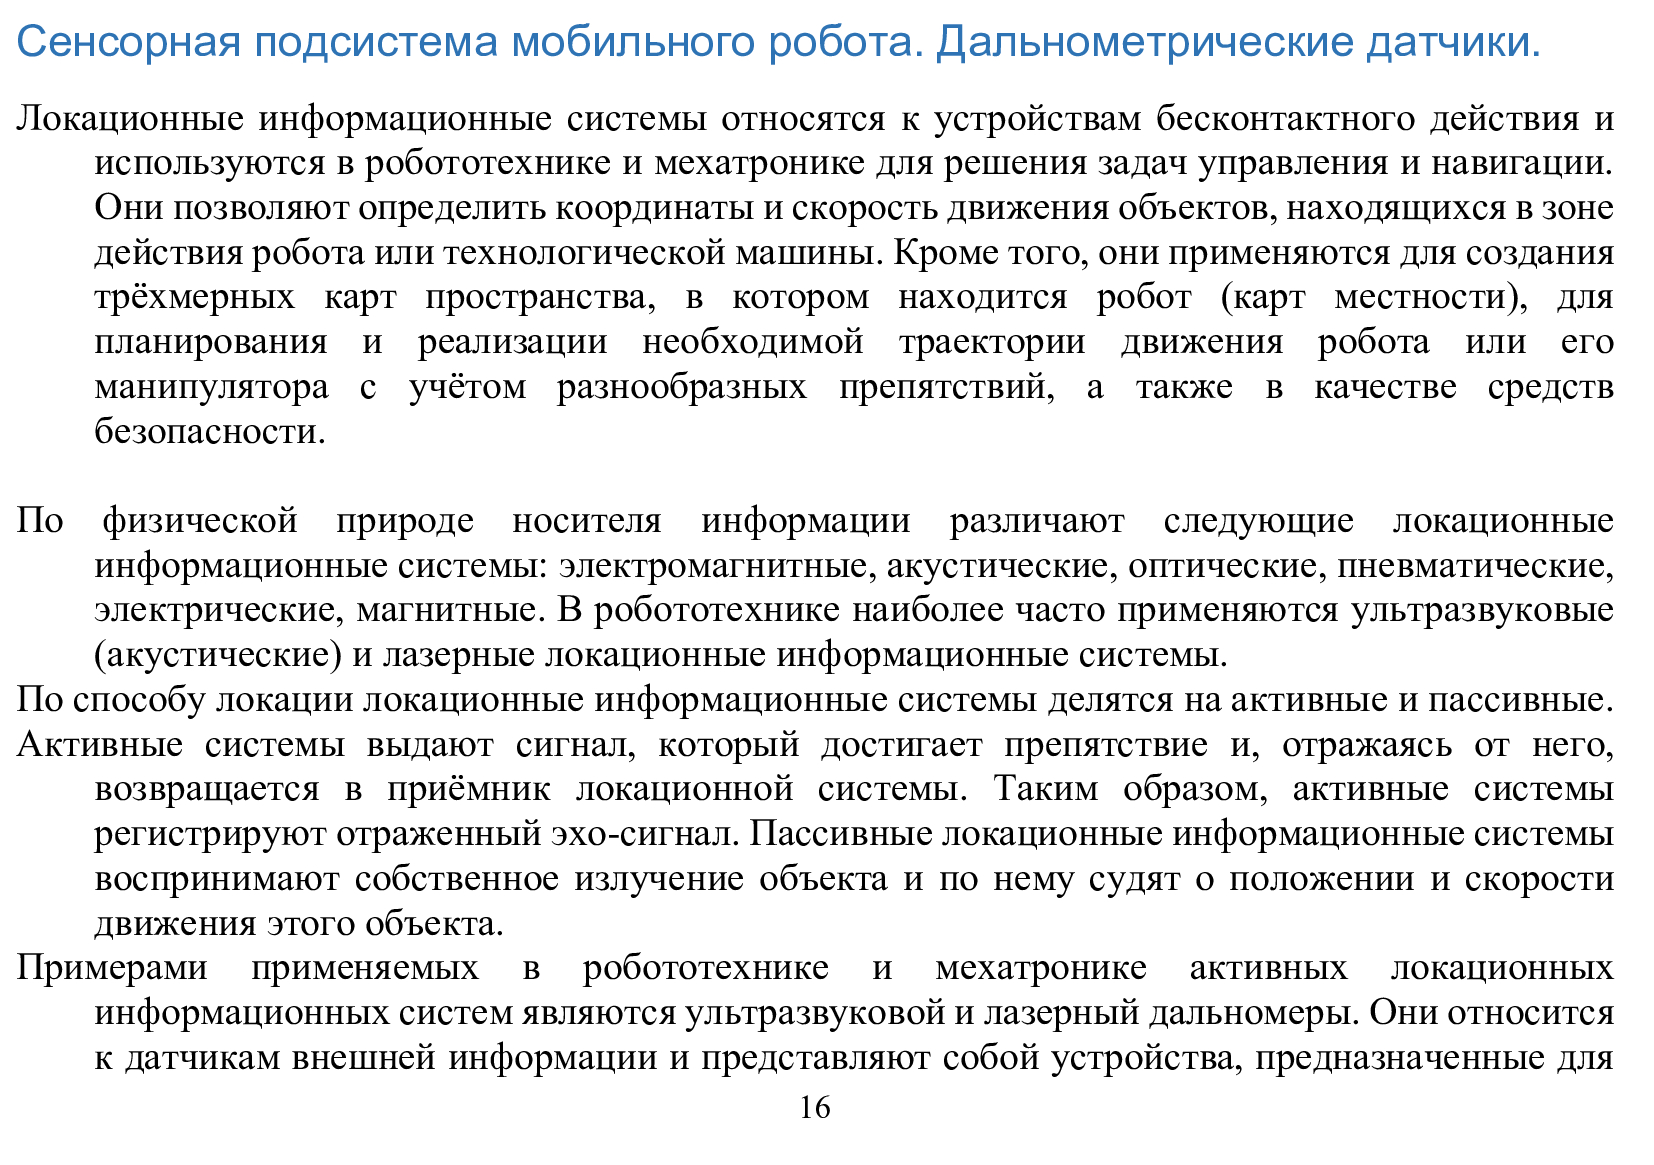 Сенсорная подсистема мобильного робота. Дальнометрические датчики.
Локационные информационные системы относятся к устройствам бесконтактного действия и
используются в робототехнике и мехатронике для решения задач управления и навигации.
Они позволяют определить координаты и скорость движения объектов, находящихся в зоне
действия робота или технологической машины. Кроме того, они применяются для создания
трёхмерных карт пространства, в котором находится робот (карт местности), для
планирования и реализации необходимой траектории движения робота или его
манипулятора с учётом разнообразных препятствий, а также в качестве средств
безопасности.
По физической природе носителя информации различают следующие локационные
информационные системы: электромагнитные, акустические, оптические, пневматические,
электрические, магнитные. В робототехнике наиболее часто применяются ультразвуковые
(акустические) и лазерные локационные информационные системы.
По способу локации локационные информационные системы делятся на активные и пассивные.
Активные системы выдают сигнал, который достигает препятствие и, отражаясь от него,
возвращается в приёмник локационной системы. Таким образом, активные системы
регистрируют отраженный эхо-сигнал. Пассивные локационные информационные системы
воспринимают собственное излучение объекта и по нему судят о положении и скорости
движения этого объекта.
Примерами применяемых в робототехнике и мехатронике активных локационных
информационных систем являются ультразвуковой и лазерный дальномеры. Они относится
к датчикам внешней информации и представляют собой устройства, предназначенные для
16